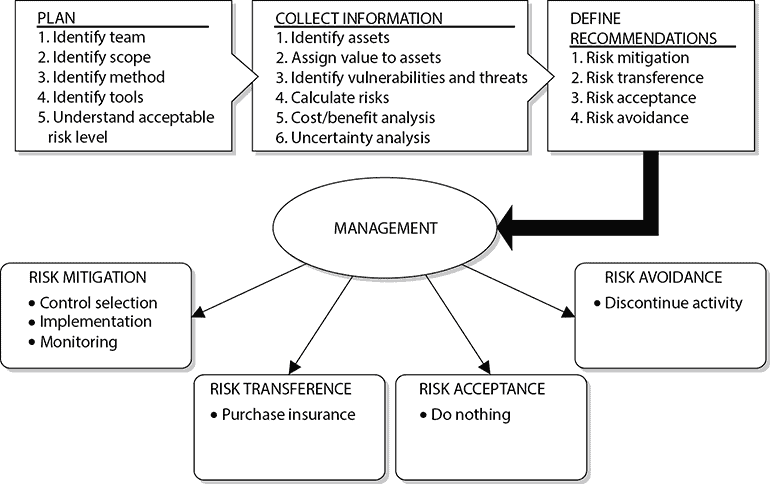 PLAN
1. Identify team
2. Identify scope
3. Identify method
4. Identify tools
5. Understand acceptable
risk level
COLLECT INFORMATION
1. Identify assets
2. Assign value to assets
3. Identify vulnerabilities and threats
4. Calculate risks
5. Cost/benefit analysis
6. Uncertainty analysis
DEFINE
RECOMMENDATIONS
1. Risk mitigation
2. Risk transference
3. Risk acceptance
4. Risk avoidance
MANAGEMENT
RISK MITIGATION
• Control selection
• Implementation
• Monitoring
RISK TRANSFERENCE
• Purchase insurance
RISK ACCEPTANCE
• Do nothing
RISK AVOIDANCE
• Discontinue activity